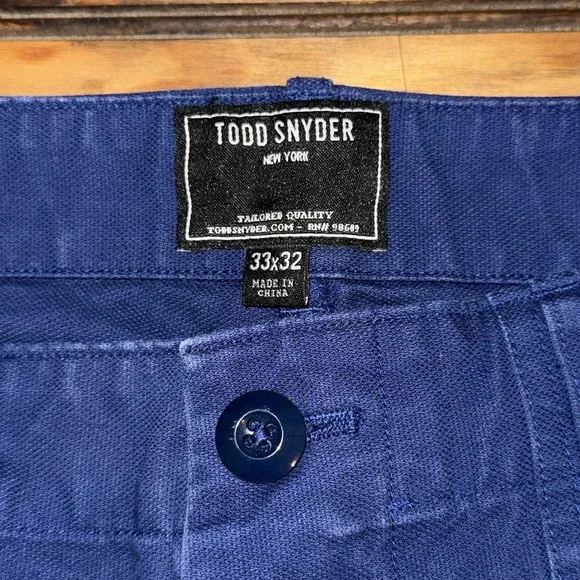 TODD SNYDER
NEW YORK
TAILORED QUALITY
TODDSNYDER.COM - RN# 98609
33x32
MADE IN
CHINA